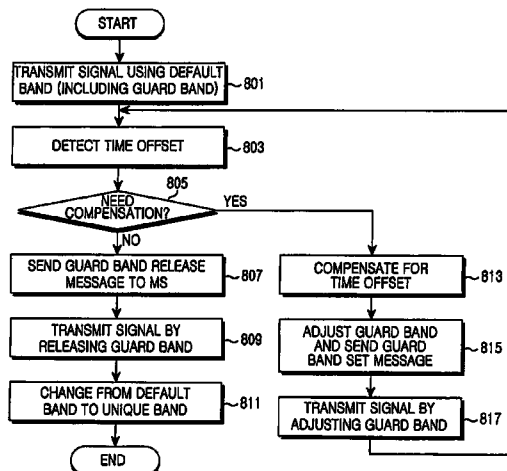 START
TRANSMIT SIGNAL USING DEFAULT
BAND (INCLUDING GUARD BAND)
801
DETECT TIME OFFSET
803
805
NEED
COMPENSATION?
YES
NO
SEND GUARD BAND RELEASE
MESSAGE TO MS
807
TRANSMIT SIGNAL BY
RELEASING GUARD BAND
809
CHANGE FROM DEFAULT
BAND TO UNIQUE BAND
811
END
COMPENSATE FOR
TIME OFFSET
813
ADJUST GUARD BAND
AND SEND GUARD
BAND SET MESSAGE
815
TRANSMIT SIGNAL BY
ADJUSTING GUARD BAND
817